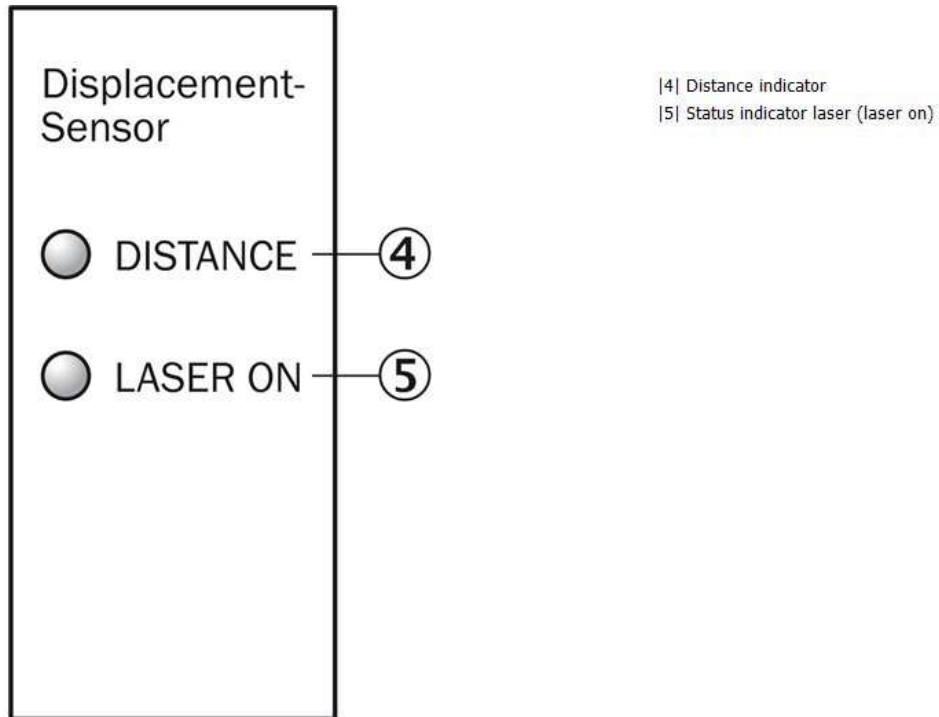 Displacement-
Sensor
DISTANCE
4
LASER ON
5
|4| Distance indicator
|5| Status indicator laser (laser on)